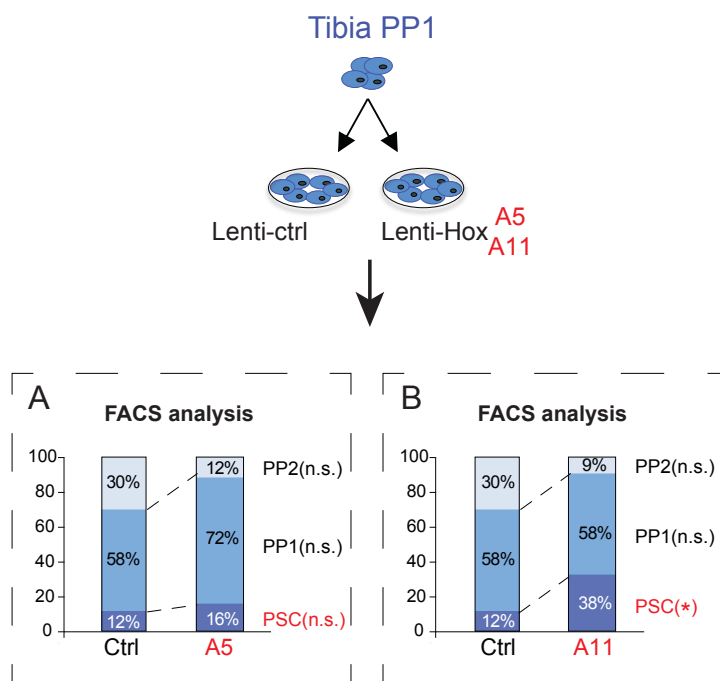 Tibia PP1
Lenti-ctrl
Lenti-Hox A5
A11
A
FACS analysis
100
80
60
40
20
0
30%
58%
12%
12%
72%
16%
PP2(n.s.)
PP1(n.s.)
PSC(n.s.)
Ctrl
A5
B
FACS analysis
100
80
60
40
20
0
30%
58%
12%
9%
58%
38%
PP2(n.s.)
PP1(n.s.)
PSC(*)
Ctrl
A11